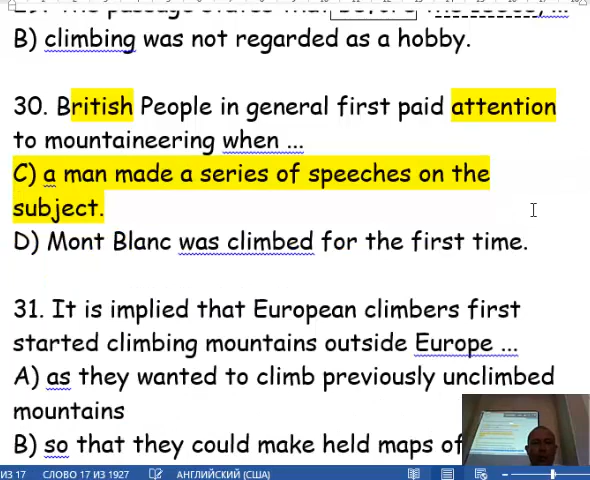 B) climbing was not regarded as a hobby.
30. British People in general first paid attention
to mountaineering when ...
C) a man made a series of speeches on the
subject.
D) Mont Blanc was climbed for the first time.
31. It is implied that European climbers first
started climbing mountains outside Europe ...
A) as they wanted to climb previously unclimbed
mountains
B) so that they could make held maps of
ИЗ 17 СЛОВО 17 ИЗ 1927 АНГЛИЙСКИЙ (США)